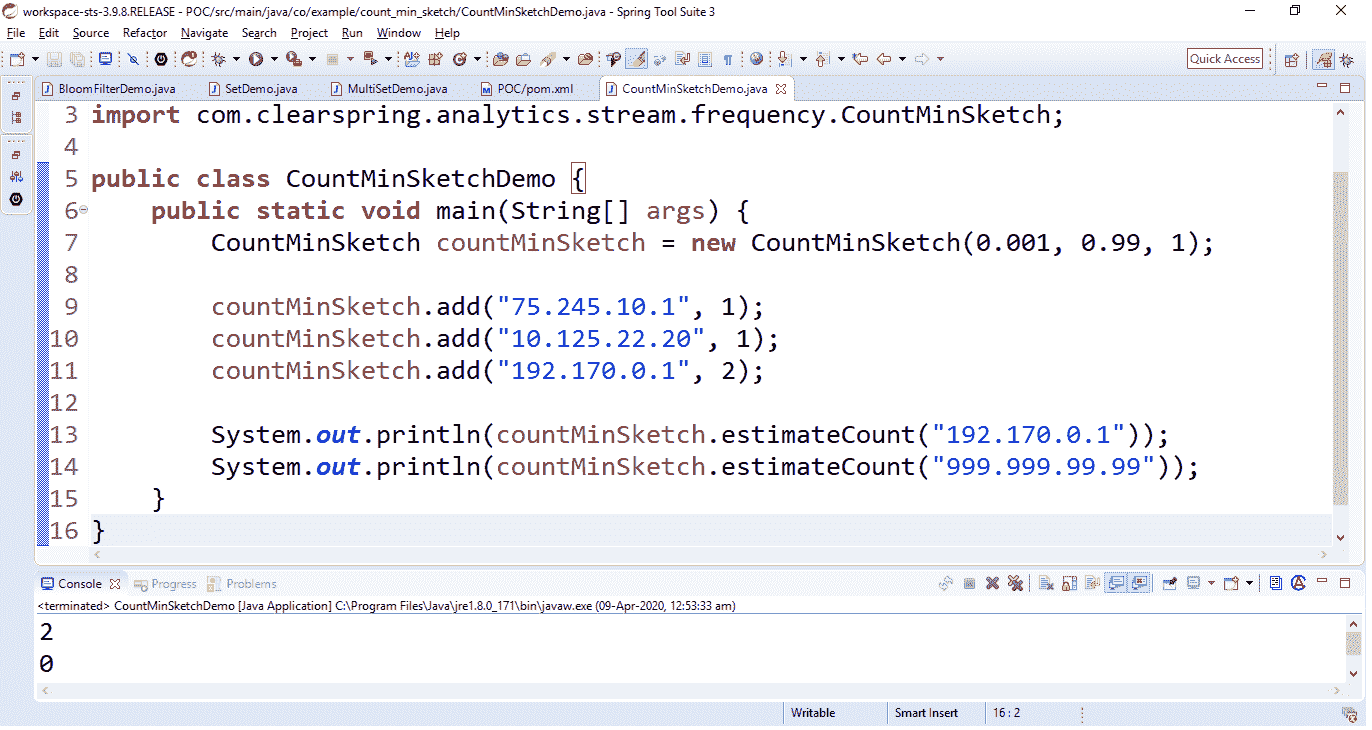 workspace-sts-3.9.8.RELEASE - POC/src/main/java/co/example/count_min_sketch/CountMinSketchDemo.java - Spring Tool Suite 3
File Edit Source Refactor Navigate Search Project Run Window Help
Quick Access
BloomFilterDemo.java SetDemo.java MultiSetDemo.java POC/pom.xml CountMinSketchDemo.java
3 import com.clearspring.analytics.stream.frequency.CountMinSketch;
4
5 public class CountMinSketchDemo {
6 public static void main(String[] args) {
7 CountMinSketch countMinSketch = new CountMinSketch(0.001, 0.99, 1);
8
9 countMinSketch.add("75.245.10.1", 1);
10 countMinSketch.add("10.125.22.20", 1);
11 countMinSketch.add("192.170.0.1", 2);
12
13 System.out.println(countMinSketch.estimateCount("192.170.0.1"));
14 System.out.println(countMinSketch.estimateCount("999.999.99.99"));
15 }
16 }
Console Progress Problems
<terminated> CountMinSketchDemo [Java Application] C:\Program Files\Java\jre1.8.0_171\bin\javaw.exe (09-Apr-2020, 12:53:33 am)
2
0
Writable Smart Insert 16 : 2